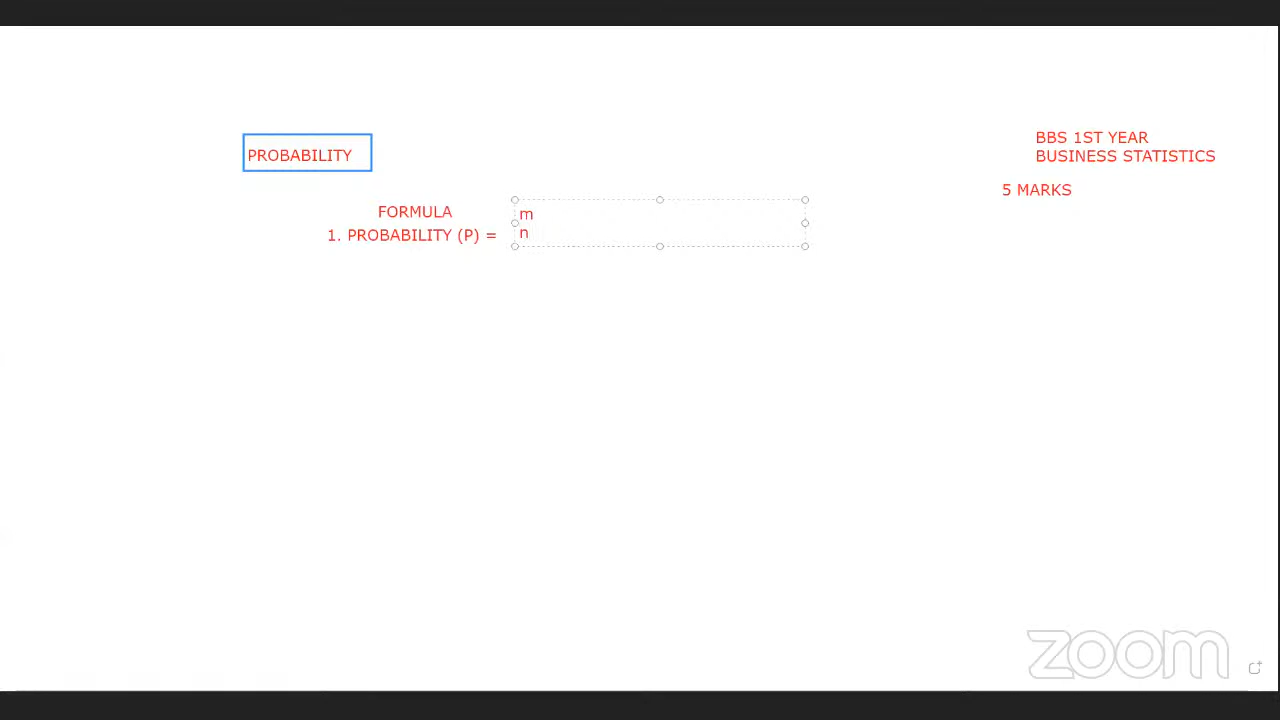 PROBABILITY
BBS 1ST YEAR
BUSINESS STATISTICS
5 MARKS
FORMULA
1. PROBABILITY (P) =
m
n
zoom